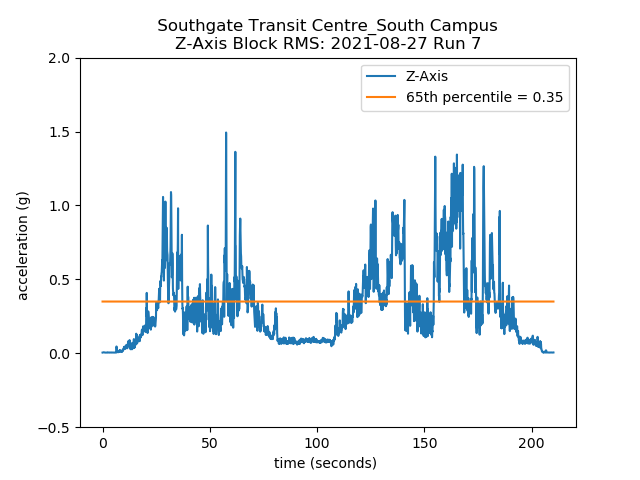 Southgate Transit Centre_South Campus
Z-Axis Block RMS: 2021-08-27 Run 7
Z-Axis
65th percentile = 0.35
acceleration (g)
2.0
1.5
1.0
0.5
0.0
−0.5
0
50
100
150
200
time (seconds)